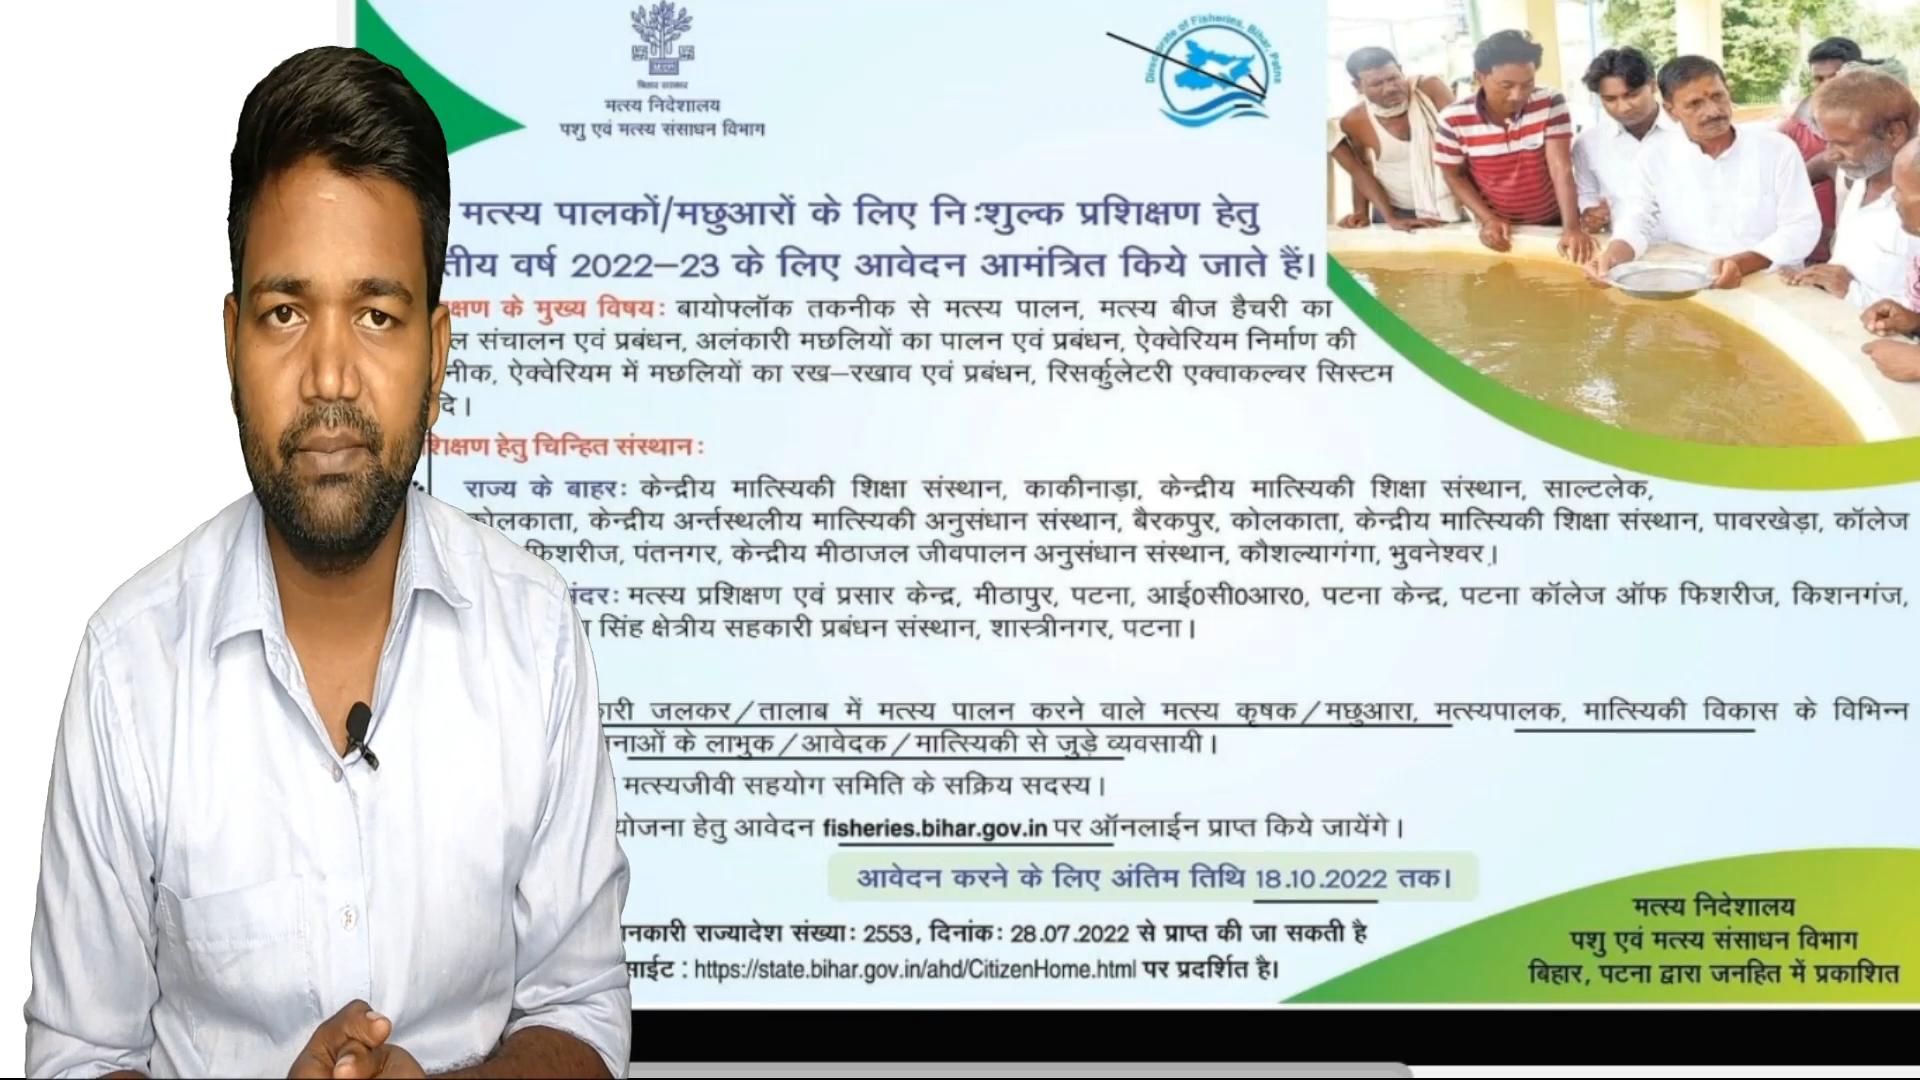 बिहार सरकार
मत्स्य निदेशालय
पशु एवं मत्स्य संसाधन विभाग
Directorate of Fisheries, Bihar, Patna
मत्स्य पालकों/मछुआरों के लिए निःशुल्क प्रशिक्षण हेतु
तीय वर्ष 2022–23 के लिए आवेदन आमंत्रित किये जाते हैं।
क्षण के मुख्य विषय: बायोफ्लॉक तकनीक से मत्स्य पालन, मत्स्य बीज हैचरी का
ल संचालन एवं प्रबंधन, अलंकारी मछलियों का पालन एवं प्रबंधन, ऐक्वेरियम निर्माण की
नीक, ऐक्वेरियम में मछलियों का रख–रखाव एवं प्रबंधन, रिसर्कुलेटरी एक्वाकल्चर सिस्टम
दि।
शिक्षण हेतु चिन्हित संस्थान:
राज्य के बाहर: केन्द्रीय मात्स्यिकी शिक्षा संस्थान, काकीनाड़ा, केन्द्रीय मात्स्यिकी शिक्षा संस्थान, साल्टलेक,
कोलकाता, केन्द्रीय अर्न्तस्थलीय मात्स्यिकी अनुसंधान संस्थान, बैरकपुर, कोलकाता, केन्द्रीय मात्स्यिकी शिक्षा संस्थान, पावरखेड़ा, कॉलेज
फिशरीज, पंतनगर, केन्द्रीय मीठाजल जीवपालन अनुसंधान संस्थान, कौशल्यागंगा, भुवनेश्वर।
अंदर: मत्स्य प्रशिक्षण एवं प्रसार केन्द्र, मीठापुर, पटना, आई0सी0आर0, पटना केन्द्र, पटना कॉलेज ऑफ फिशरीज, किशनगंज,
सिंह क्षेत्रीय सहकारी प्रबंधन संस्थान, शास्त्रीनगर, पटना।
कारी जलकर/तालाब में मत्स्य पालन करने वाले मत्स्य कृषक/मछुआरा, मत्स्यपालक, मात्स्यिकी विकास के विभिन्न
नाओं के लाभुक/आवेदक/मात्स्यिकी से जुड़े व्यवसायी।
मत्स्यजीवी सहयोग समिति के सक्रिय सदस्य।
योजना हेतु आवेदन fisheries.bihar.gov.in पर ऑनलाईन प्राप्त किये जायेंगे।
आवेदन करने के लिए अंतिम तिथि 18.10.2022 तक।
नकारी राज्यादेश संख्या: 2553, दिनांक: 28.07.2022 से प्राप्त की जा सकती है
साईट : https://state.bihar.gov.in/ahd/CitizenHome.html पर प्रदर्शित है।
मत्स्य निदेशालय
पशु एवं मत्स्य संसाधन विभाग
बिहार, पटना द्वारा जनहित में प्रकाशित